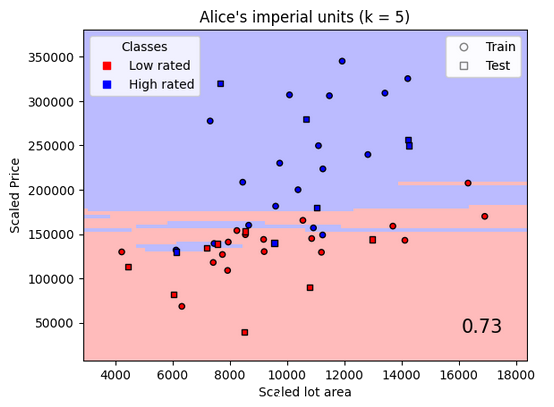 Alice's imperial units (k = 5)
Classes
Low rated
High rated
Train
Test
350000
300000
250000
200000
150000
100000
50000
Scaled Price
0.73
4000 6000 8000 10000 12000 14000 16000 18000
Scaled lot area